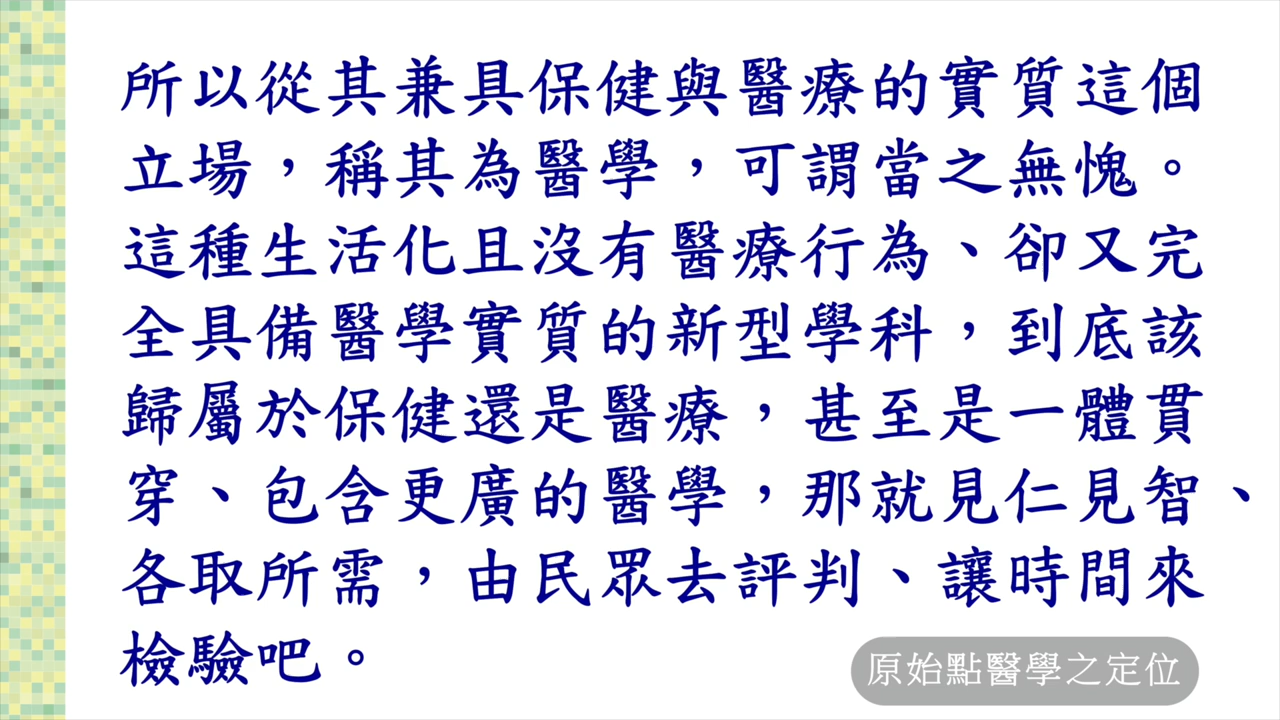 所以從其兼具保健與醫療的實質這個
立場，稱其為醫學，可謂當之無愧。
這種生活化且沒有醫療行為、卻又完
全具備醫學實質的新型學科，到底該
歸屬於保健還是醫療，甚至是一體貫
穿、包含更廣的醫學，那就見仁見智、
各取所需，由民眾去評判、讓時間來
檢驗吧。
原始點醫學之定位